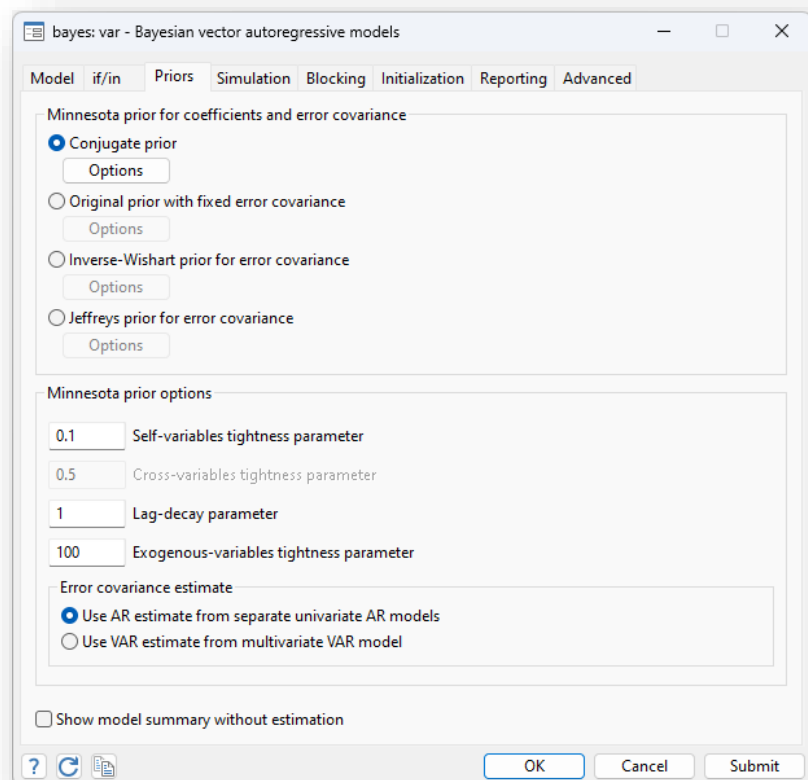 bayes: var - Bayesian vector autoregressive models
Model if/in Priors Simulation Blocking Initialization Reporting Advanced
Minnesota prior for coefficients and error covariance
Conjugate prior
Options
Original prior with fixed error covariance
Options
Inverse-Wishart prior for error covariance
Options
Jeffreys prior for error covariance
Options
Minnesota prior options
0.1 Self-variables tightness parameter
0.5 Cross-variables tightness parameter
1 Lag-decay parameter
100 Exogenous-variables tightness parameter
Error covariance estimate
Use AR estimate from separate univariate AR models
Use VAR estimate from multivariate VAR model
Show model summary without estimation
? OK Cancel Submit